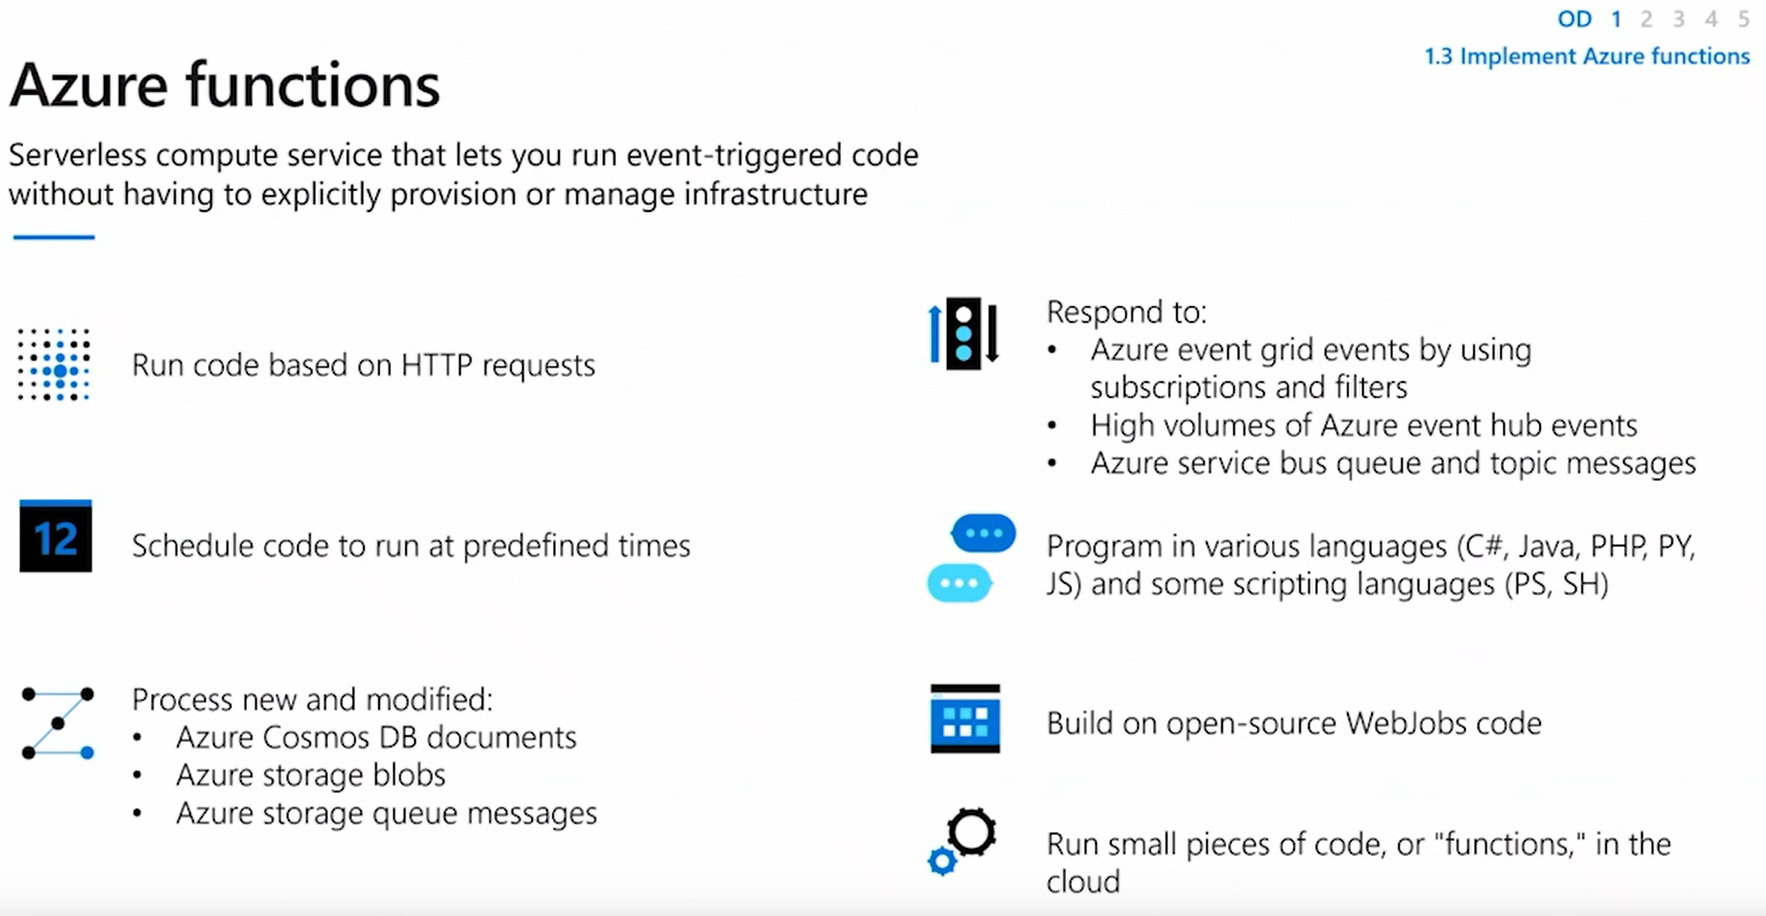 OD 1 2 3 4 5
1.3 Implement Azure functions
Azure functions
Serverless compute service that lets you run event-triggered code
without having to explicitly provision or manage infrastructure
Run code based on HTTP requests
12
Schedule code to run at predefined times
Process new and modified:
• Azure Cosmos DB documents
• Azure storage blobs
• Azure storage queue messages
Respond to:
• Azure event grid events by using
subscriptions and filters
• High volumes of Azure event hub events
• Azure service bus queue and topic messages
Program in various languages (C#, Java, PHP, PY,
JS) and some scripting languages (PS, SH)
Build on open-source WebJobs code
Run small pieces of code, or "functions," in the
cloud